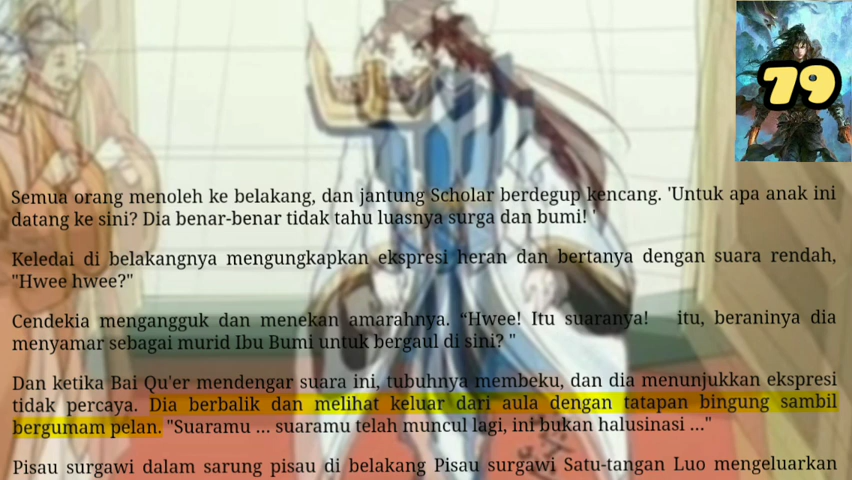 79
Semua orang menoleh ke belakang, dan jantung Scholar berdegup kencang. 'Untuk apa anak ini
datang ke sini? Dia benar-benar tidak tahu luasnya surga dan bumi! '
Keledai di belakangnya mengungkapkan ekspresi heran dan bertanya dengan suara rendah,
"Hwee hwee?"
Cendekia mengangguk dan menekan amarahnya. “Hwee! Itu suaranya! itu, beraninya dia
menyamar sebagai murid Ibu Bumi untuk bergaul di sini? "
Dan ketika Bai Qu'er mendengar suara ini, tubuhnya membeku, dan dia menunjukkan ekspresi
tidak percaya. Dia berbalik dan melihat keluar dari aula dengan tatapan bingung sambil
bergumam pelan. "Suaramu ... suaramu telah muncul lagi, ini bukan halusinasi ..."
Pisau surgawi dalam sarung pisau di belakang Pisau surgawi Satu-tangan Luo mengeluarkan